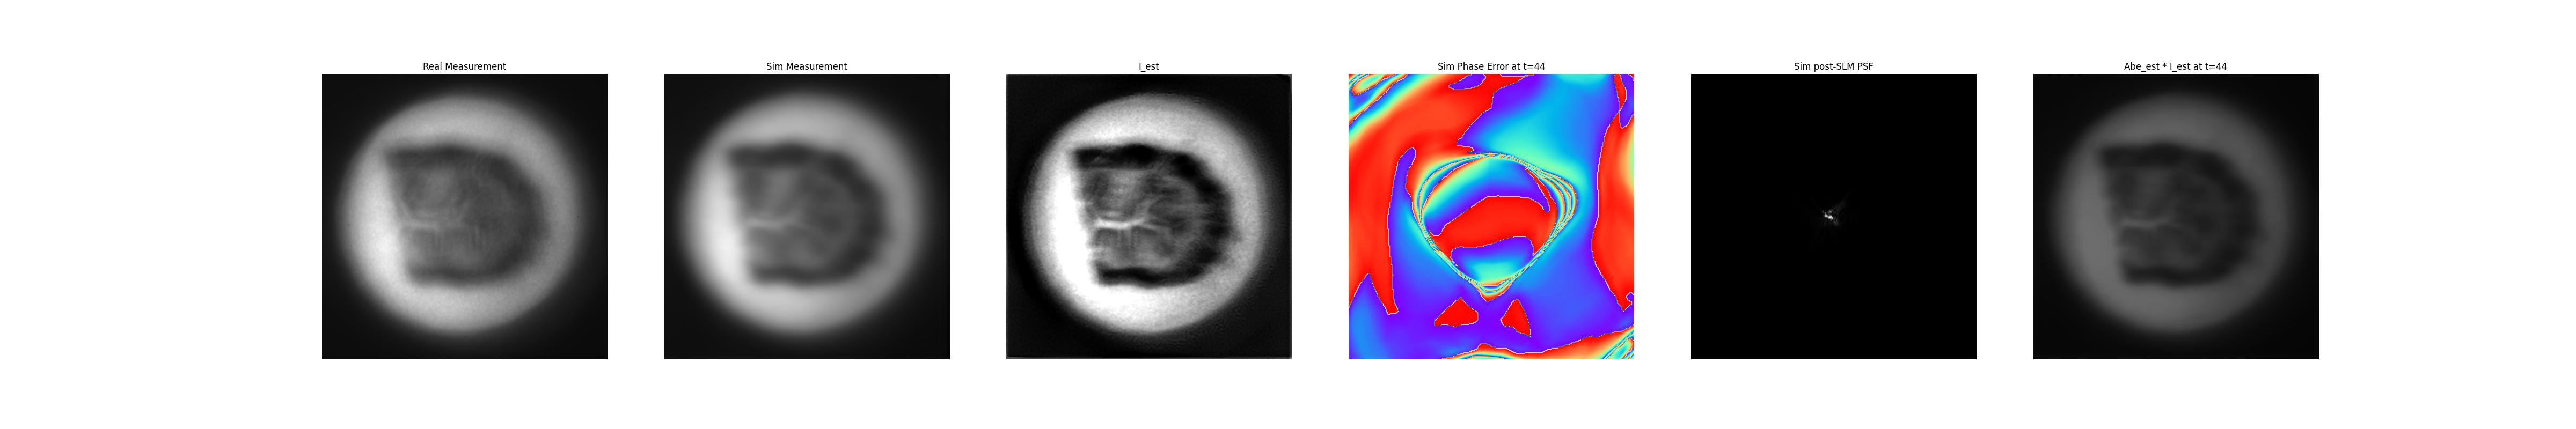 Real Measurement
Sim Measurement
I_est
Sim Phase Error at t=44
Sim post-SLM PSF
Abe_est * I_est at t=44